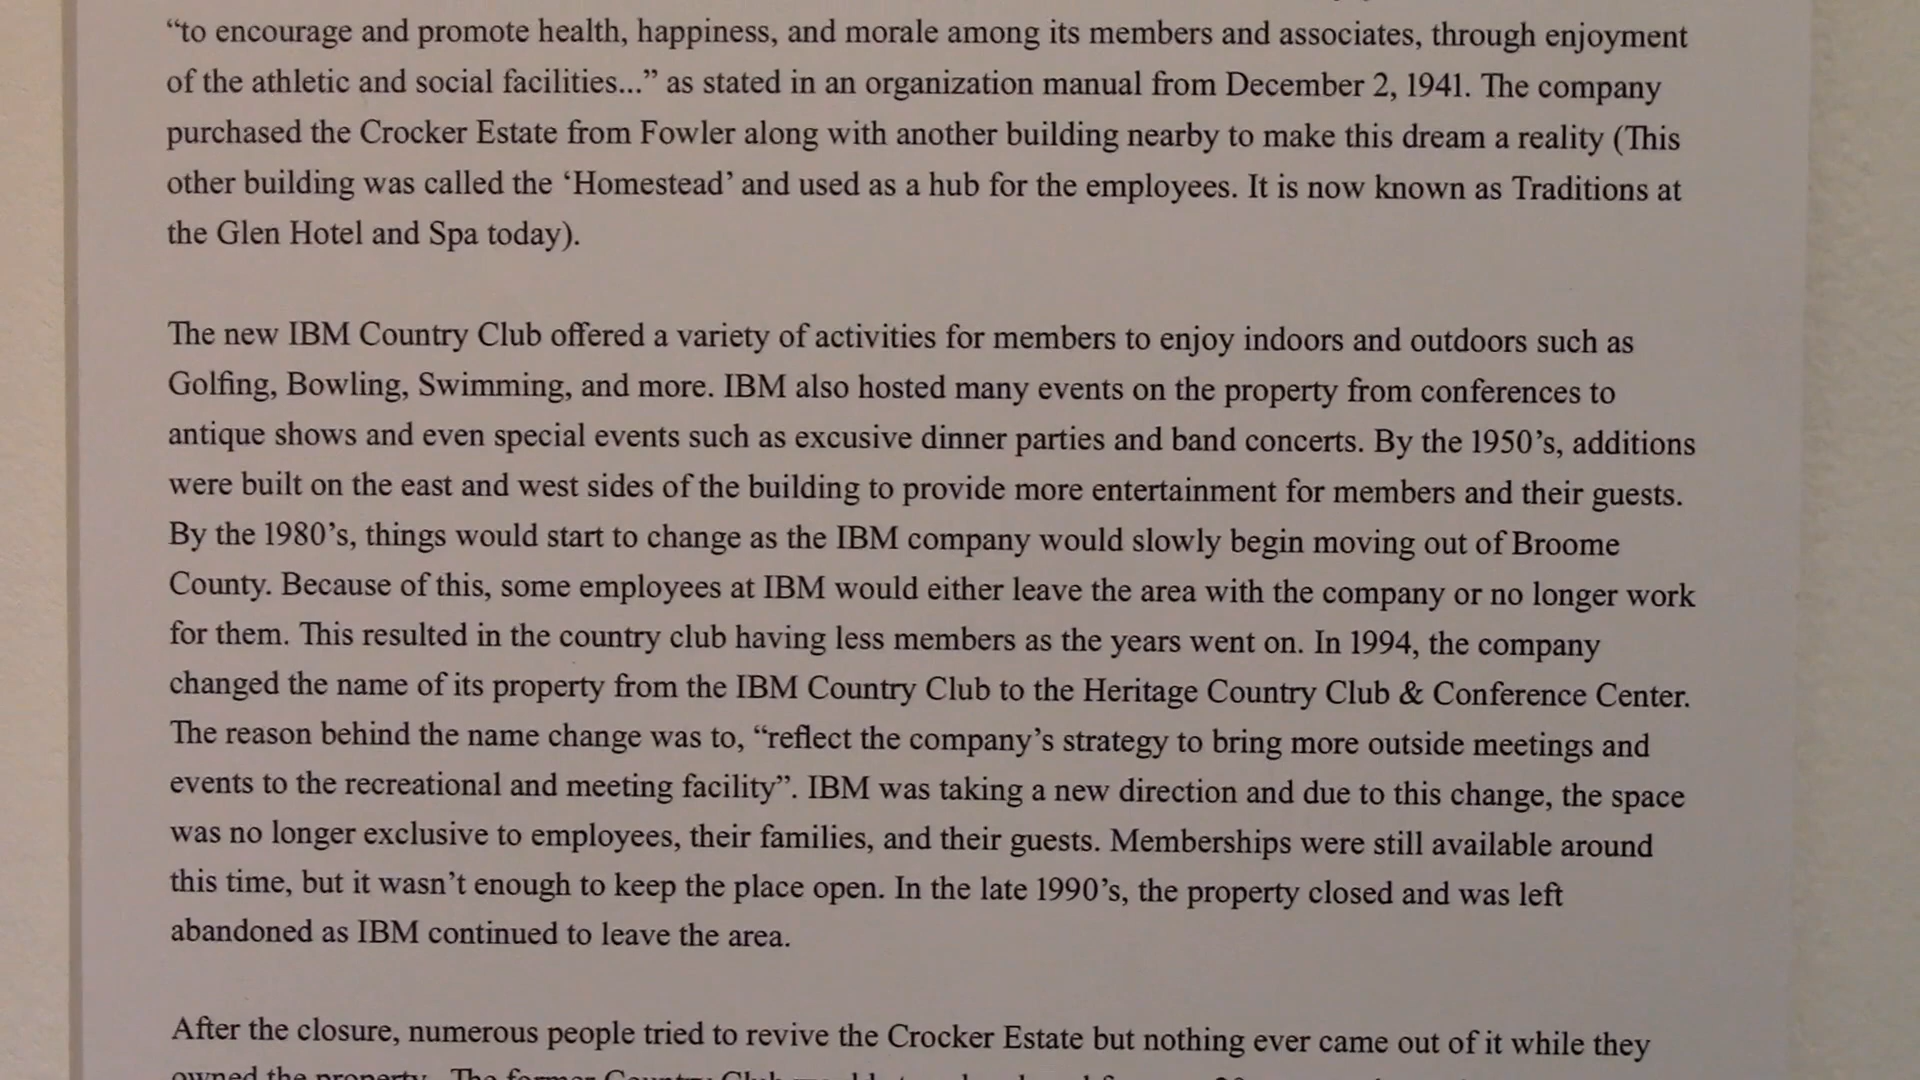 “to encourage and promote health, happiness, and morale among its members and associates, through enjoyment
of the athletic and social facilities...” as stated in an organization manual from December 2, 1941. The company
purchased the Crocker Estate from Fowler along with another building nearby to make this dream a reality (This
other building was called the ‘Homestead’ and used as a hub for the employees. It is now known as Traditions at
the Glen Hotel and Spa today).
The new IBM Country Club offered a variety of activities for members to enjoy indoors and outdoors such as
Golfing, Bowling, Swimming, and more. IBM also hosted many events on the property from conferences to
antique shows and even special events such as excusive dinner parties and band concerts. By the 1950’s, additions
were built on the east and west sides of the building to provide more entertainment for members and their guests.
By the 1980’s, things would start to change as the IBM company would slowly begin moving out of Broome
County. Because of this, some employees at IBM would either leave the area with the company or no longer work
for them. This resulted in the country club having less members as the years went on. In 1994, the company
changed the name of its property from the IBM Country Club to the Heritage Country Club & Conference Center.
The reason behind the name change was to, “reflect the company’s strategy to bring more outside meetings and
events to the recreational and meeting facility”. IBM was taking a new direction and due to this change, the space
was no longer exclusive to employees, their families, and their guests. Memberships were still available around
this time, but it wasn’t enough to keep the place open. In the late 1990’s, the property closed and was left
abandoned as IBM continued to leave the area.
After the closure, numerous people tried to revive the Crocker Estate but nothing ever came out of it while they
owned the property. The former Country Club